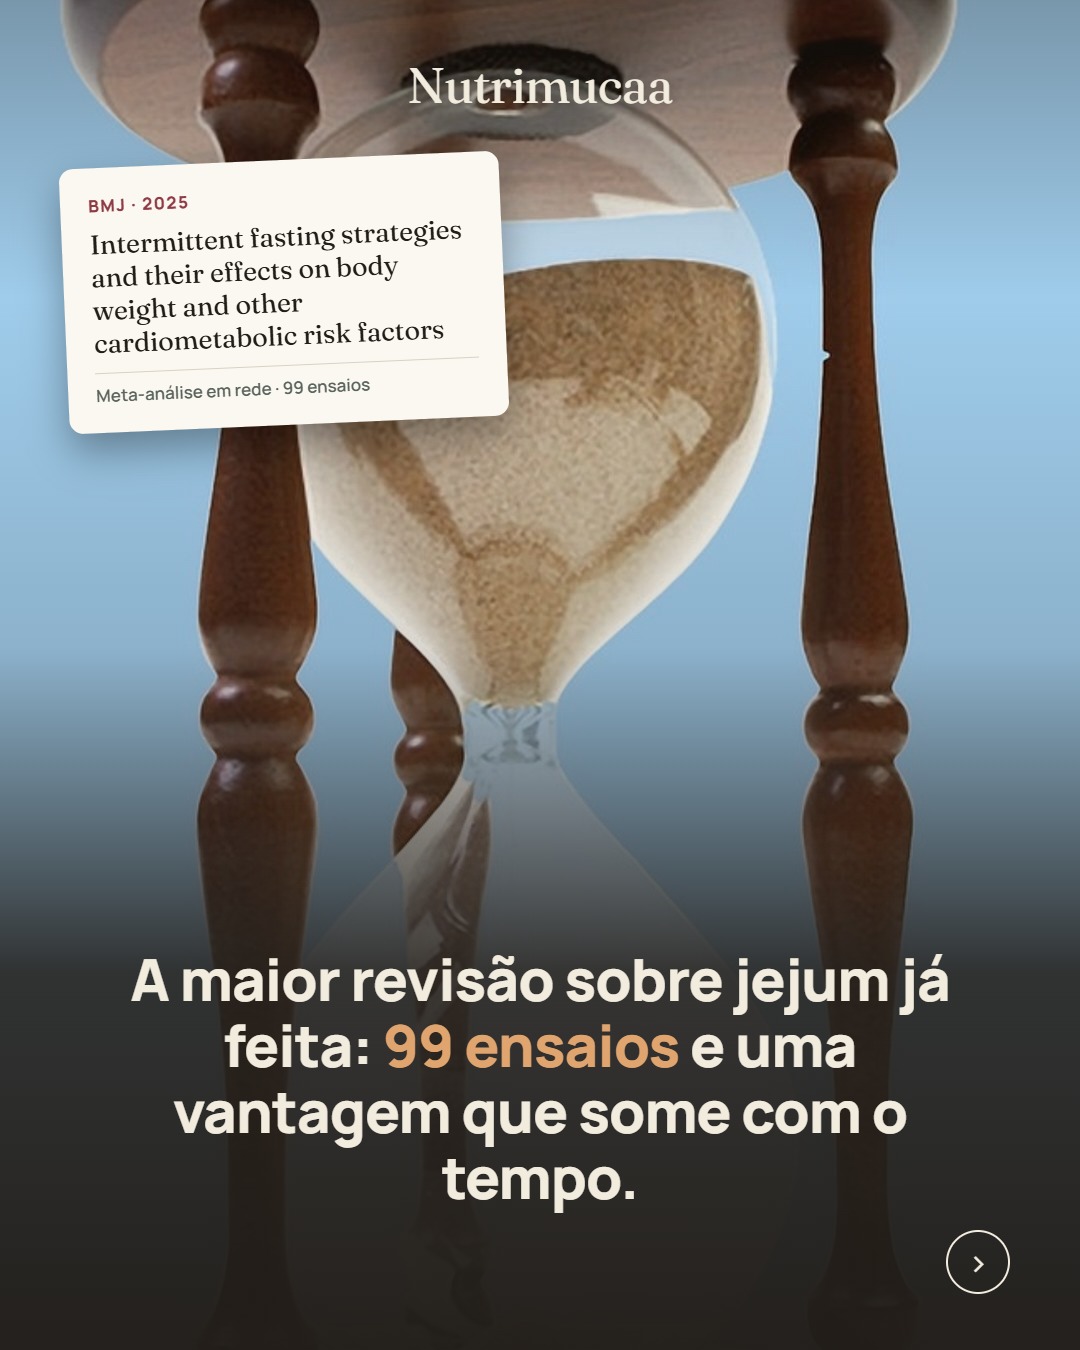 Nutrimucaa
BMJ · 2025
Intermittent fasting strategies
and their effects on body
weight and other
cardiometabolic risk factors
Meta-análise em rede · 99 ensaios
A maior revisão sobre jejum já
feita: 99 ensaios e uma
vantagem que some com o
tempo.